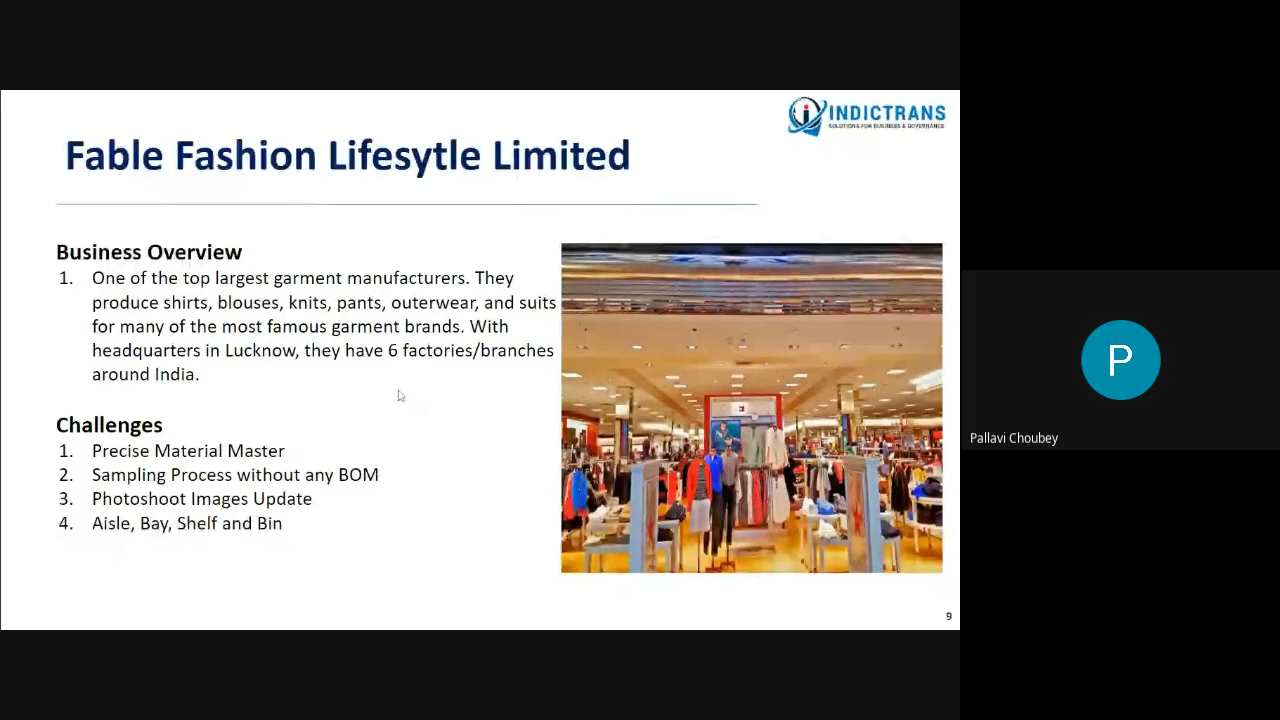 INDICTRANS
SOLUTIONS FOR BUSINESS & GOVERNANCE
Fable Fashion Lifesytle Limited
Business Overview
1. One of the top largest garment manufacturers. They
produce shirts, blouses, knits, pants, outerwear, and suits
for many of the most famous garment brands. With
headquarters in Lucknow, they have 6 factories/branches
around India.
Challenges
1. Precise Material Master
2. Sampling Process without any BOM
3. Photoshoot Images Update
4. Aisle, Bay, Shelf and Bin
9
P
Pallavi Choubey